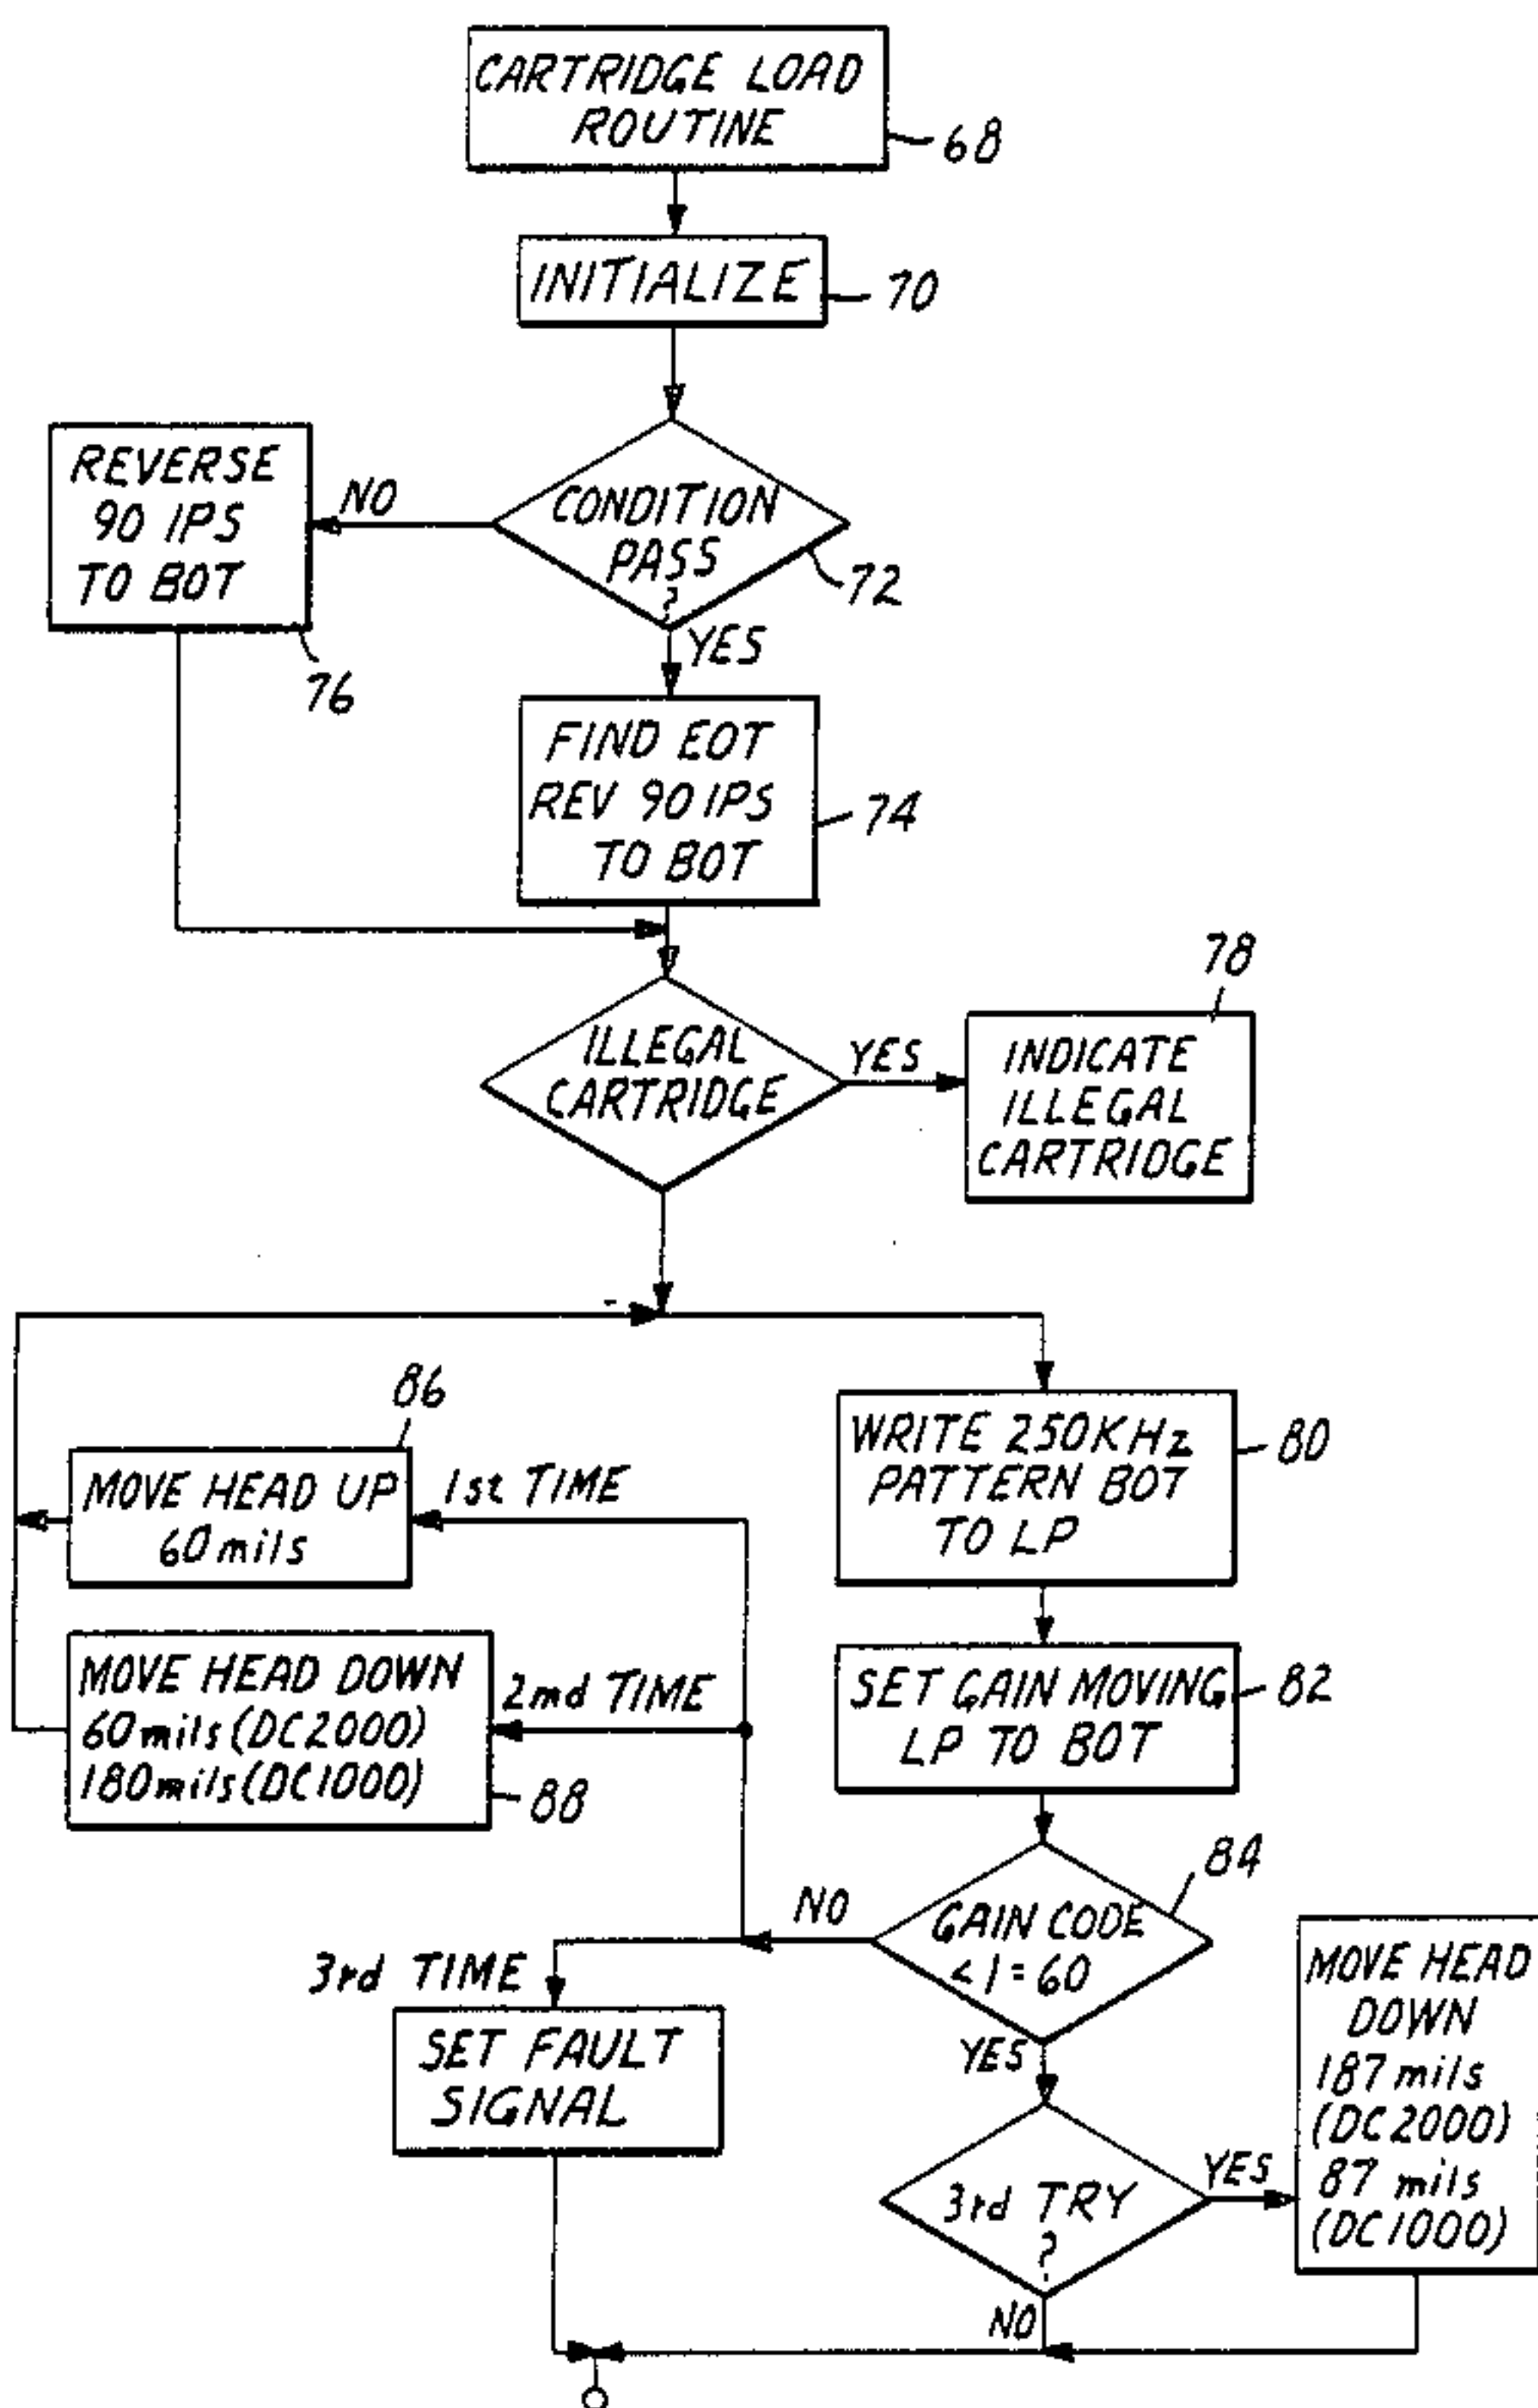 CARTRIDGE LOAD
ROUTINE
68
INITIALIZE
70
REVERSE
90 IPS
TO BOT
76
NO
CONDITION
PASS
?
72
YES
FIND EOT
REV 90 IPS
TO BOT
74
ILLEGAL
CARTRIDGE
YES
78
INDICATE
ILLEGAL
CARTRIDGE
86
MOVE HEAD UP
60 mils
1st TIME
WRITE 250KHz
PATTERN BOT
TO LP
80
MOVE HEAD DOWN
60 mils (DC2000)
180 mils (DC1000)
88
2nd TIME
SET GAIN MOVING
LP TO BOT
82
84
GAIN CODE
<1=60
NO
3rd TIME
SET FAULT
SIGNAL
YES
3rd TRY
?
YES
MOVE HEAD
DOWN
187 mils
(DC2000)
87 mils
(DC1000)
NO